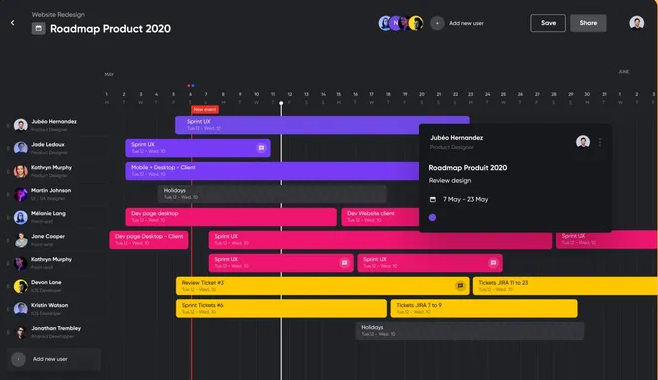 Website Redesign
Roadmap Product 2020
N
+
Add new user
Save
Share
MAY
JUNE
1 2 3 4 5 6 7 8 9 10 11 12 13 14 15 16 17 18 19 20 21 22 23 24 25 26 27 28 29 30 31 1 2
New event
Jubéo Hernandez
Product Designer
Sprint UX
Tue.12 - Wed. 10
Jade Ledoux
Product Designer
Sprint UX
Tue.12 - Wed. 10
Kathryn Murphy
Product Designer
Mobile + Desktop - Client
Tue.12 - Wed. 10
Martin Johnson
UI / UX Designer
Holidays
Tue.12 - Wed. 10
Mélanie Lang
Front-end
Dev page desktop
Tue.12 - Wed. 10
Dev Website client
Tue.12 - Wed. 10
Jane Cooper
Front-end
Dev page Desktop - Client
Tue.12 - Wed. 10
Sprint UX
Tue.12 - Wed. 10
Sprint UX
Tue.12 - Wed. 10
Kathryn Murphy
Front-end
Sprint UX
Tue.12 - Wed. 10
Sprint UX
Tue.12 - Wed. 10
Devon Lane
iOS Developer
Review Ticket #3
Tue.12 - Wed. 10
Tickets JIRA 11 to 23
Tue.12 - Wed. 10
Kristin Watson
iOS Developer
Sprint Tickets #6
Tue.12 - Wed. 10
Tickets JIRA 7 to 9
Tue.12 - Wed. 10
Jonathan Trembley
Android Developper
Holidays
Tue.12 - Wed. 10
Add new user
Jubéo Hernandez
Product Designer
Roadmap Produit 2020
Review design
7 May - 23 May